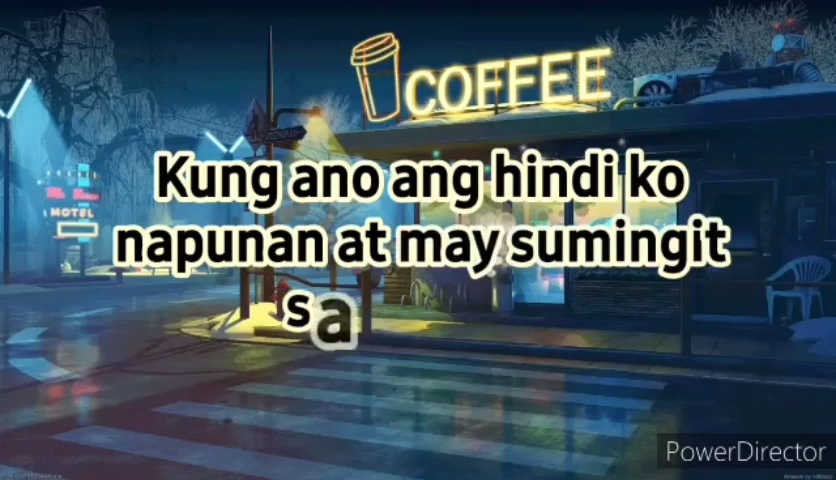 COFFEE
MOTEL
Kung ano ang hindi ko
napunan at may sumingit
sa
PowerDirector